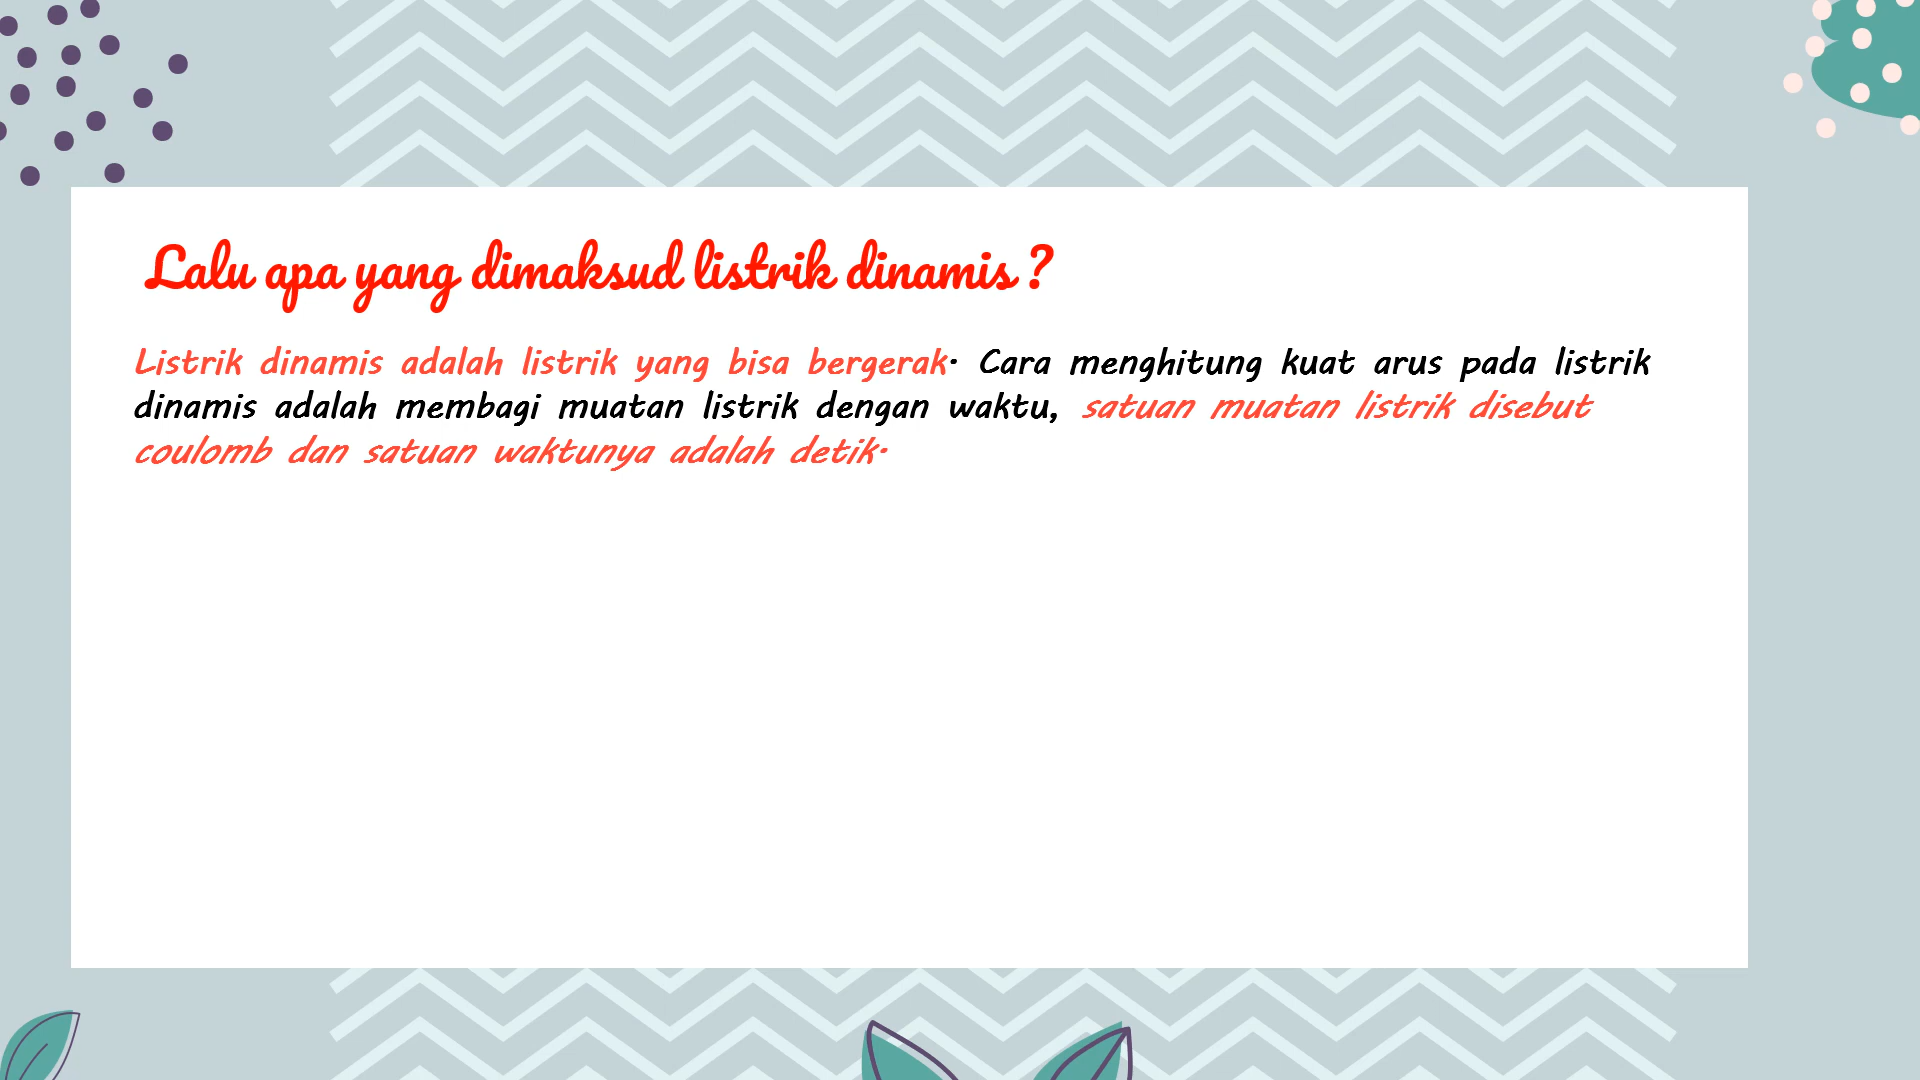 Lalu apa yang dimaksud listrik dinamis ?
Listrik dinamis adalah listrik yang bisa bergerak. Cara menghitung kuat arus pada listrik
dinamis adalah membagi muatan listrik dengan waktu, satuan muatan listrik disebut
coulomb dan satuan waktunya adalah detik.